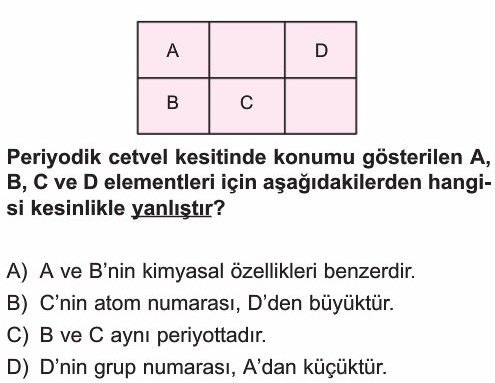 A D
B C
Periyodik cetvel kesitinde konumu gösterilen A,
B, C ve D elementleri için aşağıdakilerden hangi-
si kesinlikle yanlıştır?
A) A ve B’nin kimyasal özellikleri benzerdir.
B) C’nin atom numarası, D’den büyüktür.
C) B ve C aynı periyottadır.
D) D’nin grup numarası, A’dan küçüktür.